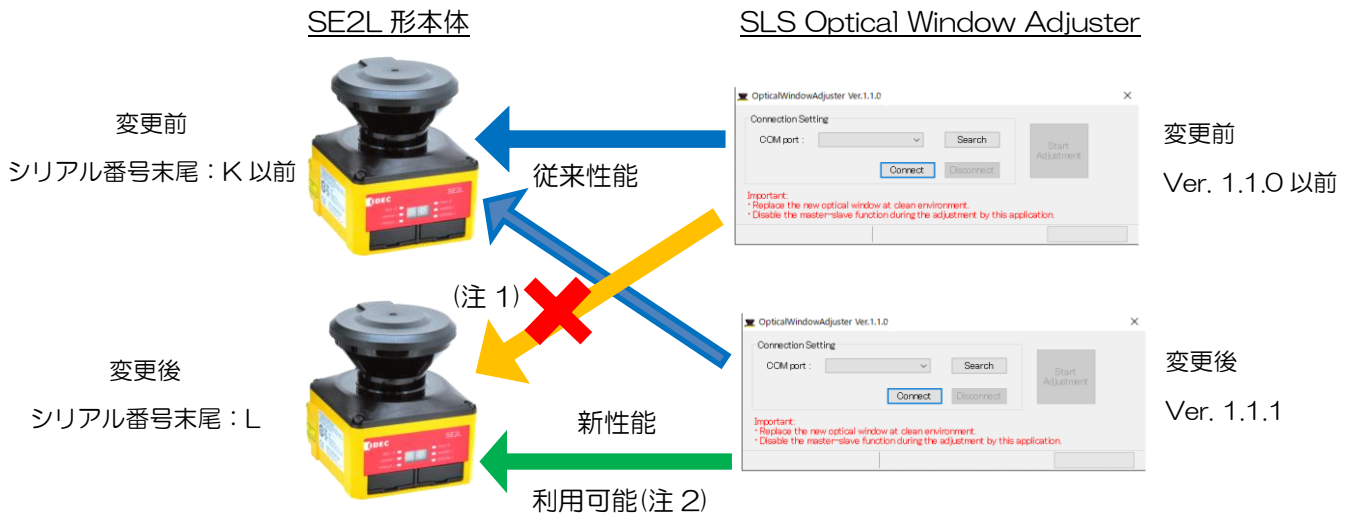 SE2L 形本体
SLS Optical Window Adjuster
変更前
シリアル番号末尾：K 以前
IDEC
SE2L
従来性能
OpticalWindowAdjuster Ver.1.1.0
Connection Setting
COM port :
Search
Connect
Disconnect
Start
Adjustment
Important:
・Replace the new optical window at clean environment.
・Disable the master-slave function during the adjustment by this application.
変更前
Ver. 1.1.0 以前
(注 1)
変更後
シリアル番号末尾：L
IDEC
SE2L
新性能
利用可能(注 2)
OpticalWindowAdjuster Ver.1.1.0
Connection Setting
COM port :
Search
Connect
Disconnect
Start
Adjustment
Important:
・Replace the new optical window at clean environment.
・Disable the master-slave function during the adjustment by this application.
変更後
Ver. 1.1.1